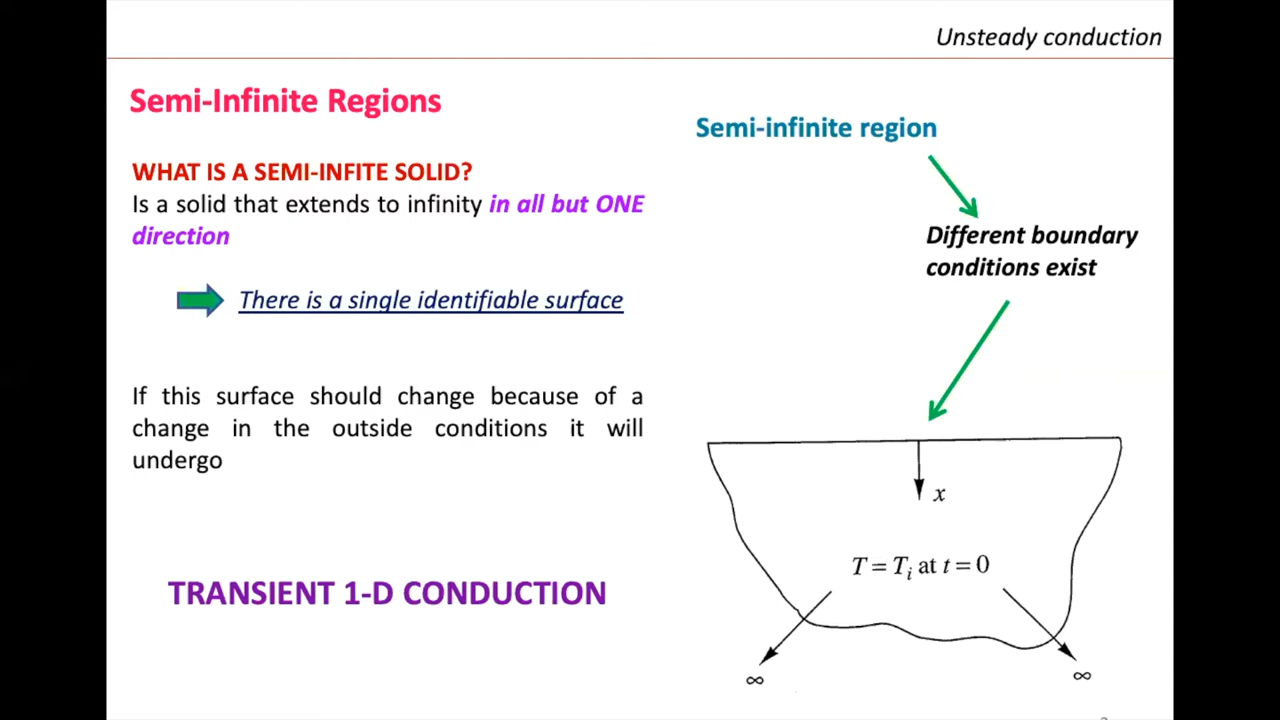 Unsteady conduction
Semi-Infinite Regions
WHAT IS A SEMI-INFITE SOLID?
Is a solid that extends to infinity in all but ONE
direction
There is a single identifiable surface
If this surface should change because of a
change in the outside conditions it will
undergo
TRANSIENT 1-D CONDUCTION
Semi-infinite region
Different boundary
conditions exist
x
T = Ti at t = 0
∞
∞